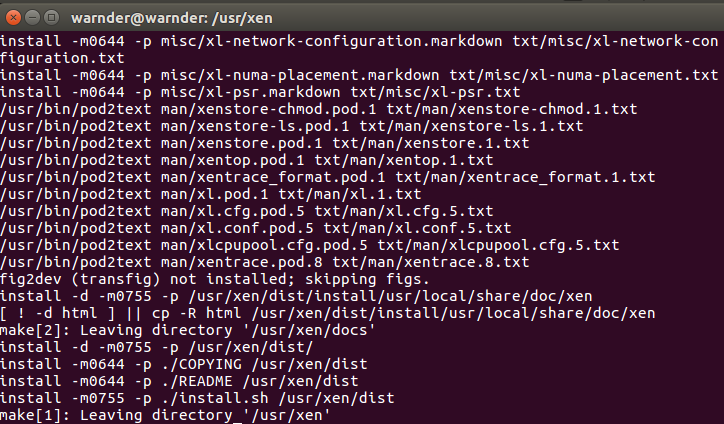 warnder@warnder: /usr/xen
install -m0644 -p misc/xl-network-configuration.markdown txt/misc/xl-network-con
figuration.txt
install -m0644 -p misc/xl-numa-placement.markdown txt/misc/xl-numa-placement.txt
install -m0644 -p misc/xl-psr.markdown txt/misc/xl-psr.txt
/usr/bin/pod2text man/xenstore-chmod.pod.1 txt/man/xenstore-chmod.1.txt
/usr/bin/pod2text man/xenstore-ls.pod.1 txt/man/xenstore-ls.1.txt
/usr/bin/pod2text man/xenstore.pod.1 txt/man/xenstore.1.txt
/usr/bin/pod2text man/xentop.pod.1 txt/man/xentop.1.txt
/usr/bin/pod2text man/xentrace_format.pod.1 txt/man/xentrace_format.1.txt
/usr/bin/pod2text man/xl.pod.1 txt/man/xl.1.txt
/usr/bin/pod2text man/xl.cfg.pod.5 txt/man/xl.cfg.5.txt
/usr/bin/pod2text man/xl.conf.pod.5 txt/man/xl.conf.5.txt
/usr/bin/pod2text man/xlcpupool.cfg.pod.5 txt/man/xlcpupool.cfg.5.txt
/usr/bin/pod2text man/xentrace.pod.8 txt/man/xentrace.8.txt
fig2dev (transfig) not installed; skipping figs.
install -d -m0755 -p /usr/xen/dist/install/usr/local/share/doc/xen
[ ! -d html ] || cp -R html /usr/xen/dist/install/usr/local/share/doc/xen
make[2]: Leaving directory '/usr/xen/docs'
install -d -m0755 -p /usr/xen/dist/
install -m0644 -p ./COPYING /usr/xen/dist
install -m0644 -p ./README /usr/xen/dist
install -m0755 -p ./install.sh /usr/xen/dist
make[1]: Leaving directory '/usr/xen'